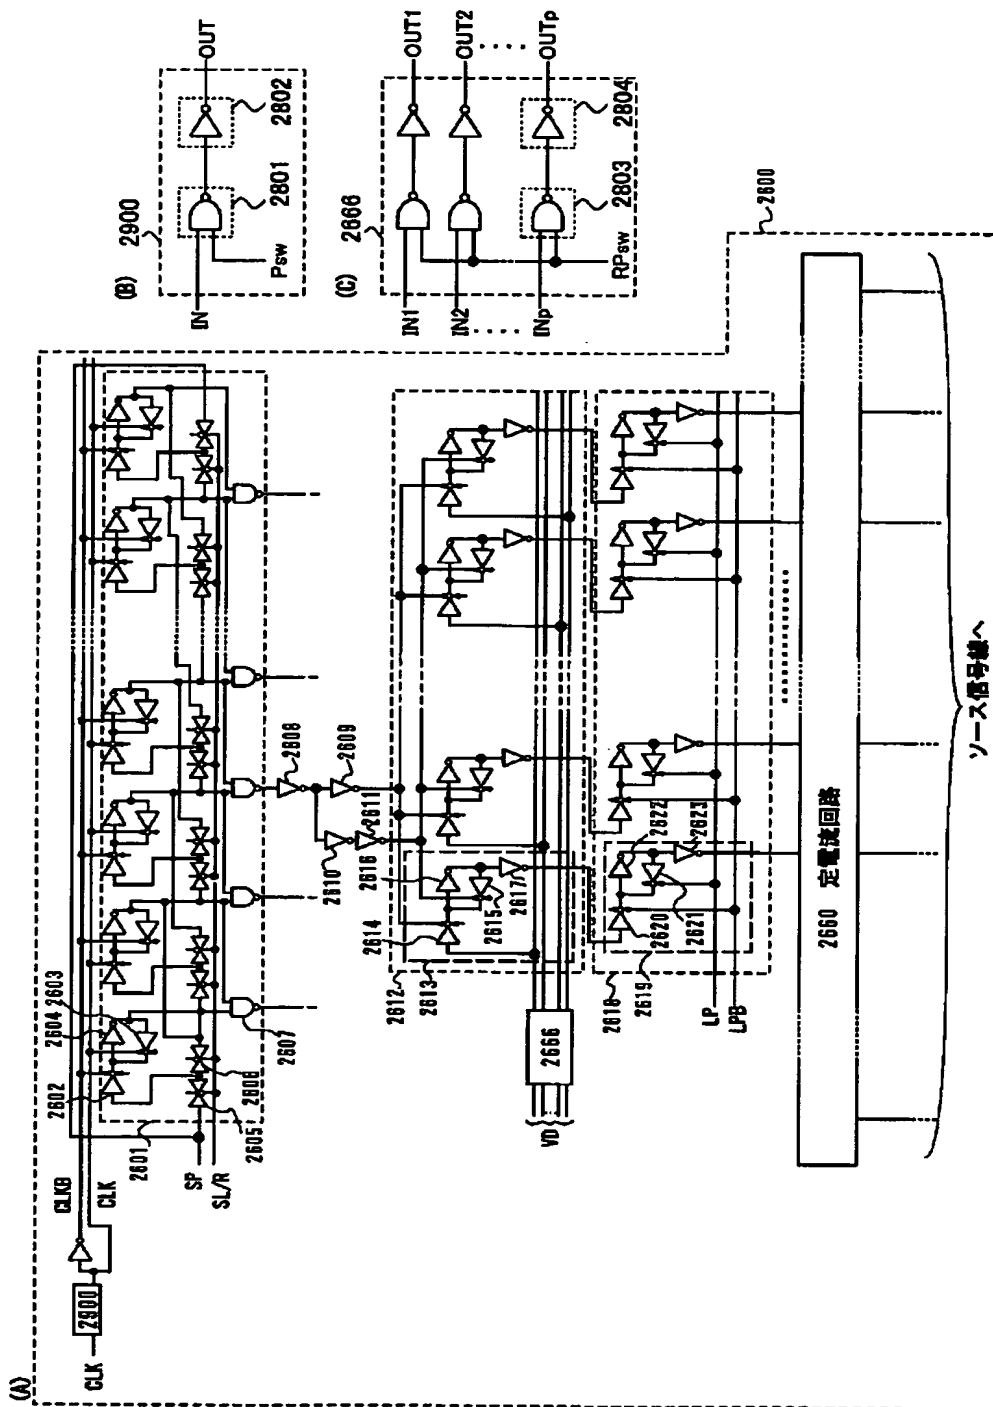 (A)
CLK
2900
CLKB
CLK
2601
SP
SL/R
2602
2604
2603
2605
2606
2607
2608
2609
2610
2611
2612
2613
2614
2616
2615
2617
VD
2666
2618
2619
2620
2622
2621
2623
LP
LPB
2660 定電流回路
ソース信号線へ
2600
(B)
2900
IN
Psw
2801
2802
OUT
(C)
2666
IN1
IN2
INp
RPsw
2803
2804
OUT1
OUT2
OUTp